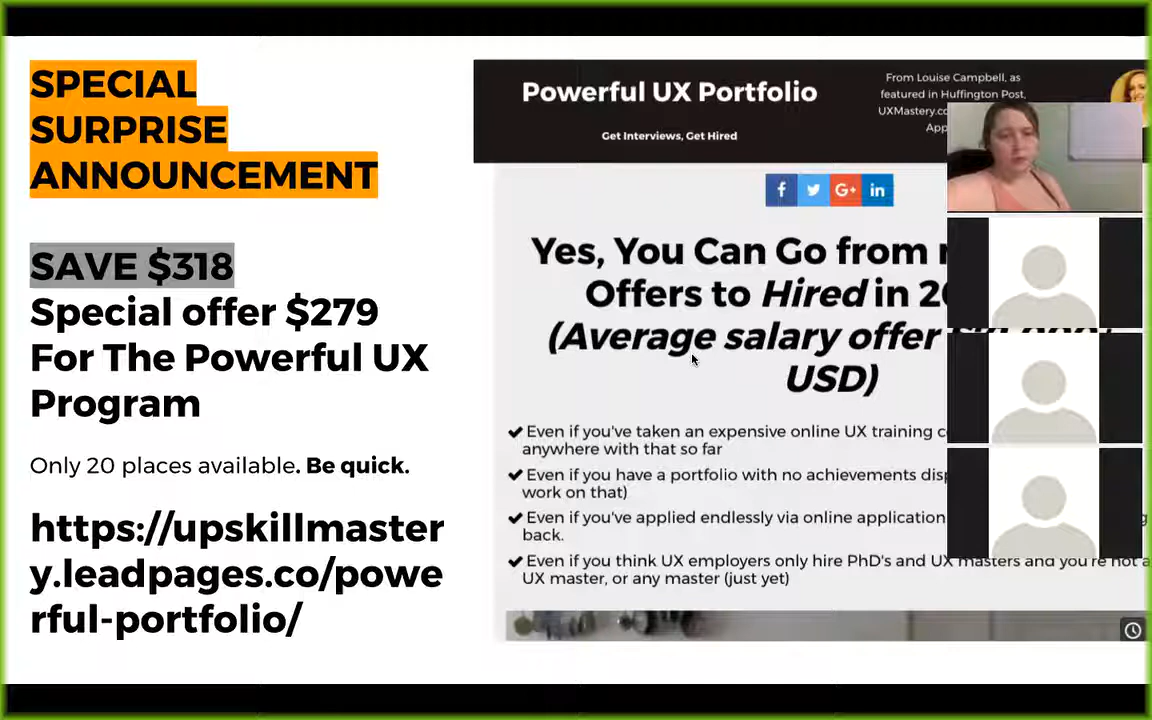 SPECIAL
SURPRISE
ANNOUNCEMENT
SAVE $318
Special offer $279
For The Powerful UX
Program
Only 20 places available. Be quick.
https://upskillmaster
y.leadpages.co/powe
rful-portfolio/
Powerful UX Portfolio
Get Interviews, Get Hired
From Louise Campbell, as
featured in Huffington Post,
UXMastery.co
App
f G+ in
Yes, You Can Go from
Offers to Hired in 20
(Average salary offer
USD)
Even if you've taken an expensive online UX training
anywhere with that so far
Even if you have a portfolio with no achievements
work on that)
Even if you've applied endlessly via online application
back.
Even if you think UX employers only hire PhD's and UX masters and you're not a
UX master, or any master (just yet)